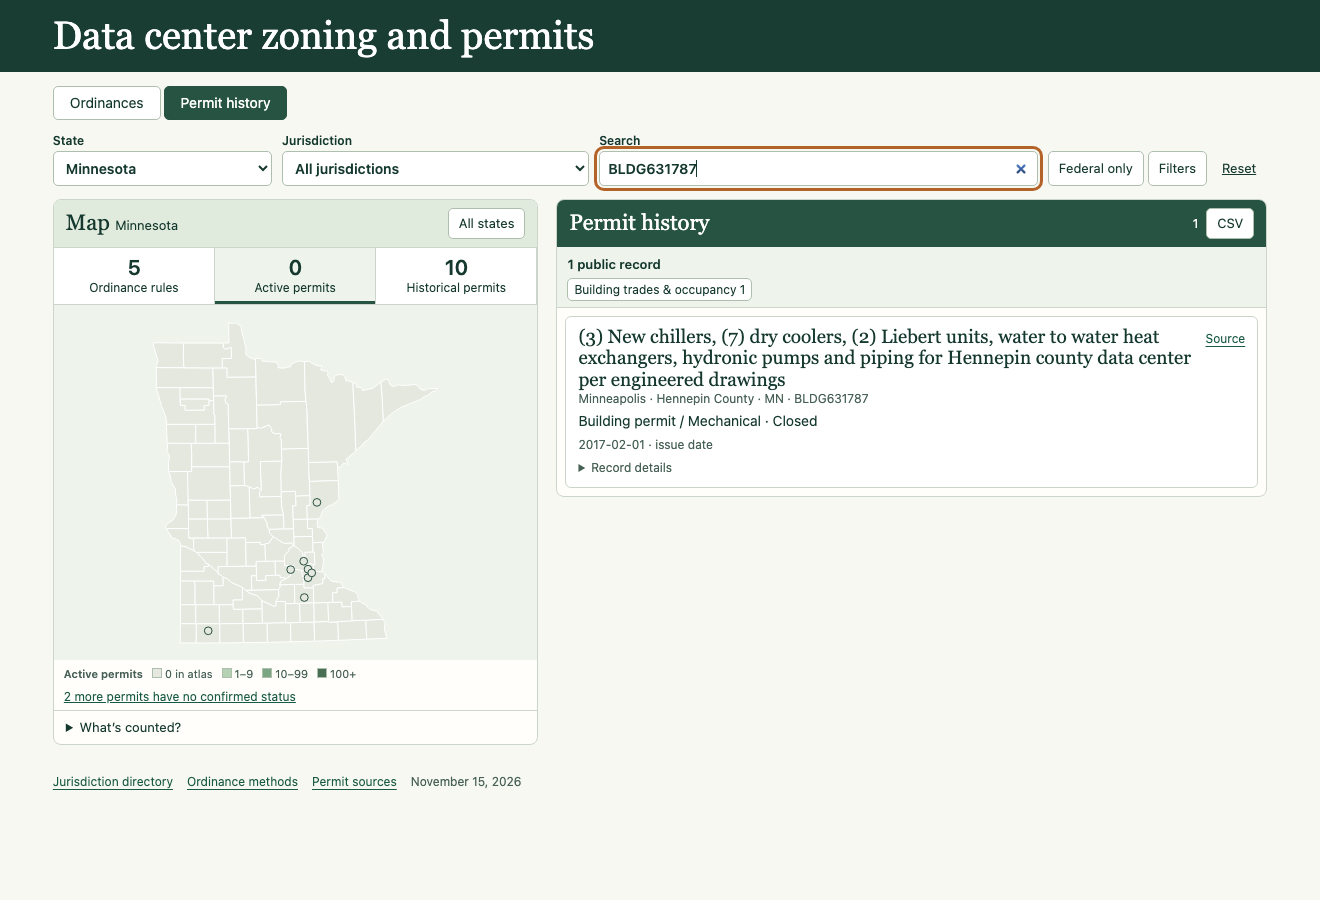 Data center zoning and permits
Ordinances
Permit history
State
Jurisdiction
Search
Minnesota
All jurisdictions
BLDG631787
Federal only
Filters
Reset
Map Minnesota
All states
5
Ordinance rules
0
Active permits
10
Historical permits
Active permits 0 in atlas 1–9 10–99 100+
2 more permits have no confirmed status
What’s counted?
Permit history
1
CSV
1 public record
Building trades & occupancy 1
(3) New chillers, (7) dry coolers, (2) Liebert units, water to water heat
exchangers, hydronic pumps and piping for Hennepin county data center
per engineered drawings
Source
Minneapolis · Hennepin County · MN · BLDG631787
Building permit / Mechanical · Closed
2017-02-01 · issue date
Record details
Jurisdiction directory
Ordinance methods
Permit sources
November 15, 2026